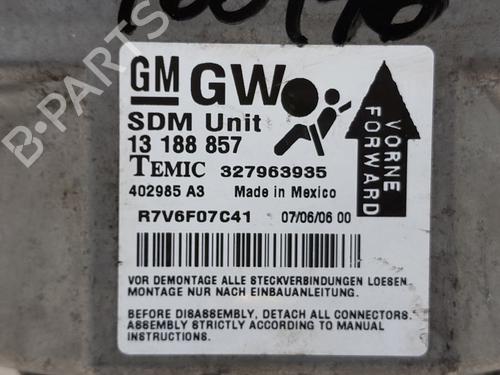 GM GW
SDM Unit
13 188 857
TEMIC 327963935
402985 A3 Made in Mexico
R7V6F07C41 07/06/06 00
VORNE
FORWARD
VOR DEMONTAGE ALLE STECKVERBINDUNGEN LOESEN
MONTAGE NUR NACH EINBAUANLEITUNG.
BEFORE DISASSEMBLY, DETACH ALL CONNECTORS.
ASSEMBLY STRICTLY ACCORDING TO MANUAL
INSTRUCTIONS.
B-PARTS